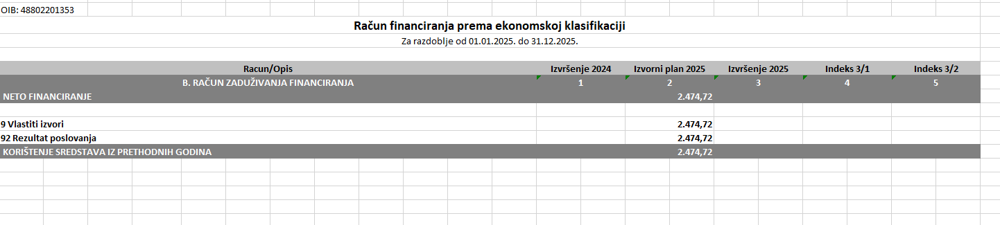 OIB: 48802201353
Račun financiranja prema ekonomskoj klasifikaciji
Za razdoblje od 01.01.2025. do 31.12.2025.
Racun/Opis Izvršenje 2024 Izvorni plan 2025 Izvršenje 2025 Indeks 3/1 Indeks 3/2
B. RAČUN ZADUŽIVANJA FINANCIRANJA 1 2 3 4 5
NETO FINANCIRANJE 2.474,72
9 Vlastiti izvori 2.474,72
92 Rezultat poslovanja 2.474,72
KORIŠTENJE SREDSTAVA IZ PRETHODNIH GODINA 2.474,72